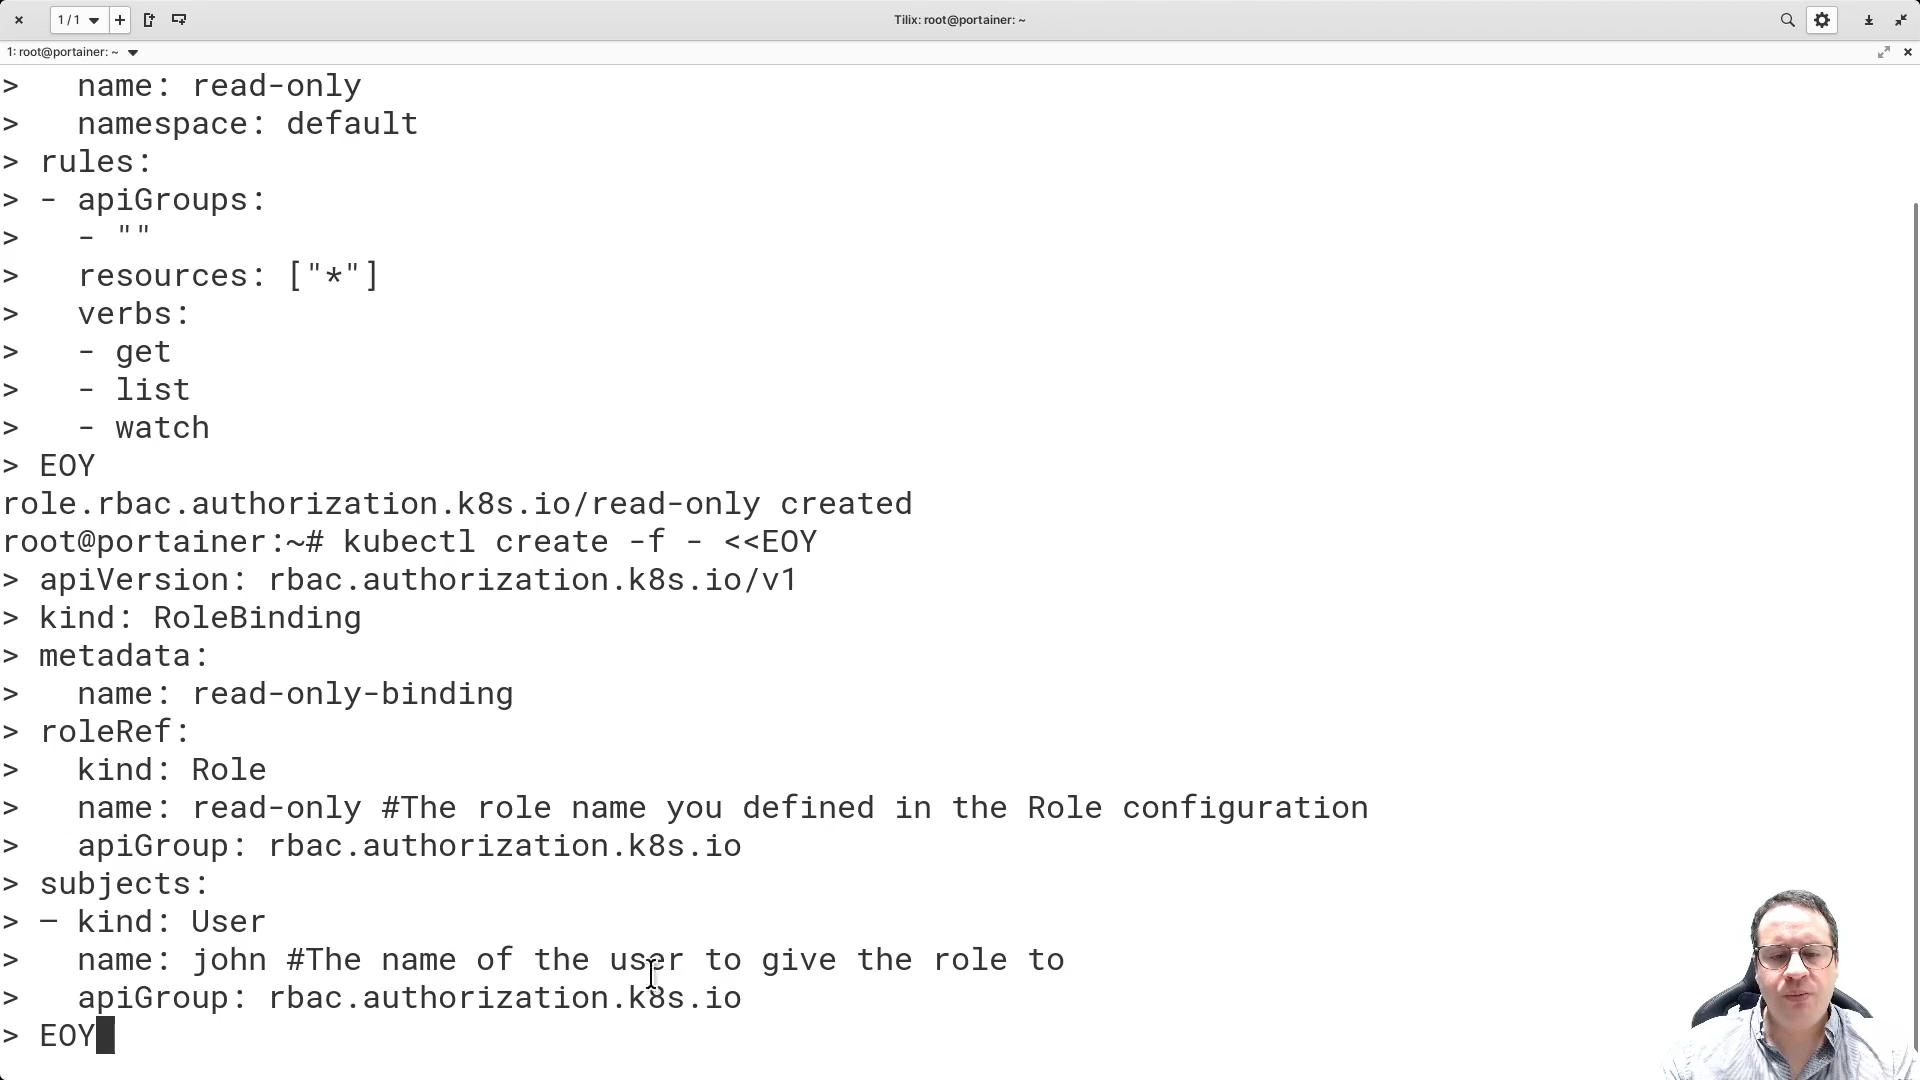 1 / 1
Tilix: root@portainer: ~
1: root@portainer: ~
>   name: read-only
>   namespace: default
> rules:
> - apiGroups:
>   - ""
>   resources: ["*"]
>   verbs:
>   - get
>   - list
>   - watch
> EOY
role.rbac.authorization.k8s.io/read-only created
root@portainer:~# kubectl create -f - <<EOY
> apiVersion: rbac.authorization.k8s.io/v1
> kind: RoleBinding
> metadata:
>   name: read-only-binding
> roleRef:
>   kind: Role
>   name: read-only #The role name you defined in the Role configuration
>   apiGroup: rbac.authorization.k8s.io
> subjects:
> – kind: User
>   name: john #The name of the user to give the role to
>   apiGroup: rbac.authorization.k8s.io
> EOY